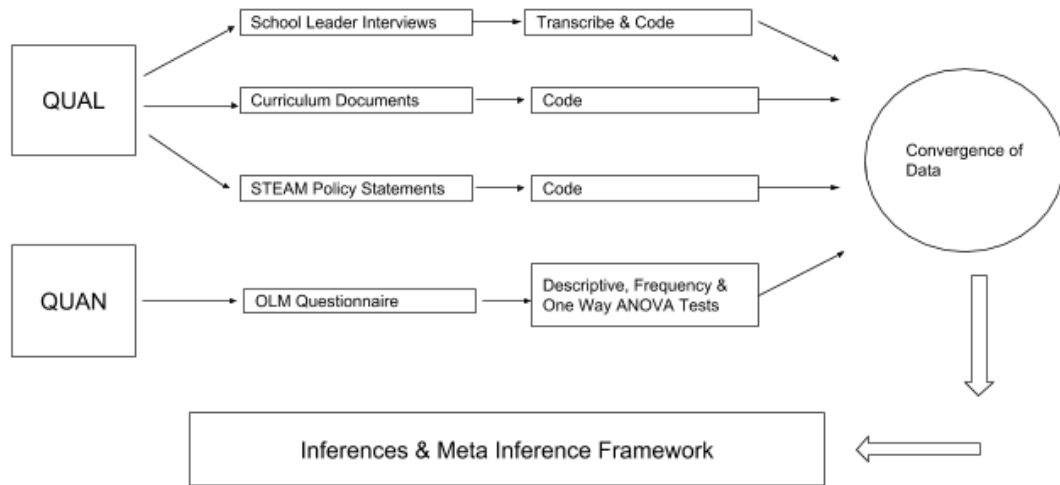 School Leader Interviews
Transcribe & Code
QUAL
Curriculum Documents
Code
Convergence of
Data
STEAM Policy Statements
Code
QUAN
OLM Questionnaire
Descriptive, Frequency &
One Way ANOVA Tests
Inferences & Meta Inference Framework